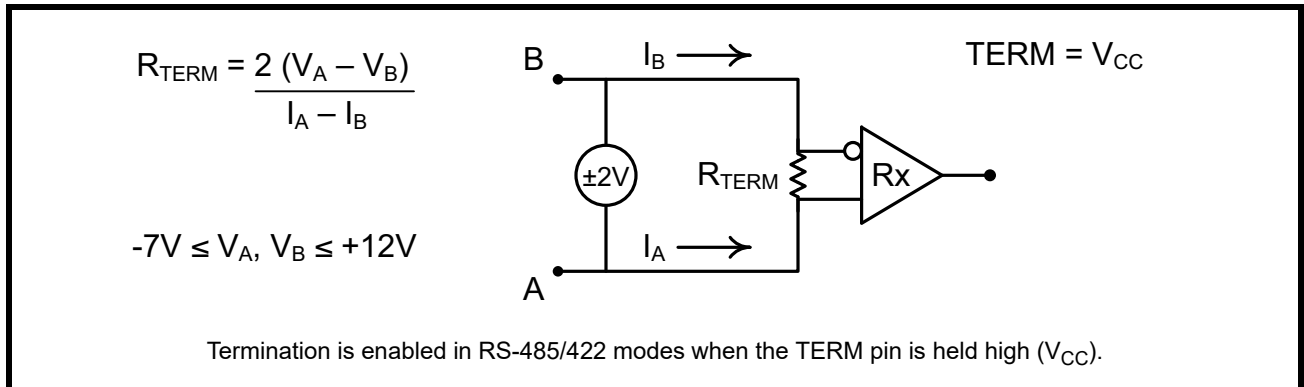 R_TERM = 2 (V_A – V_B)
I_A – I_B
-7V ≤ V_A, V_B ≤ +12V
B
I_B
TERM = V_CC
±2V
R_TERM
Rx
I_A
A
Termination is enabled in RS-485/422 modes when the TERM pin is held high (V_CC).